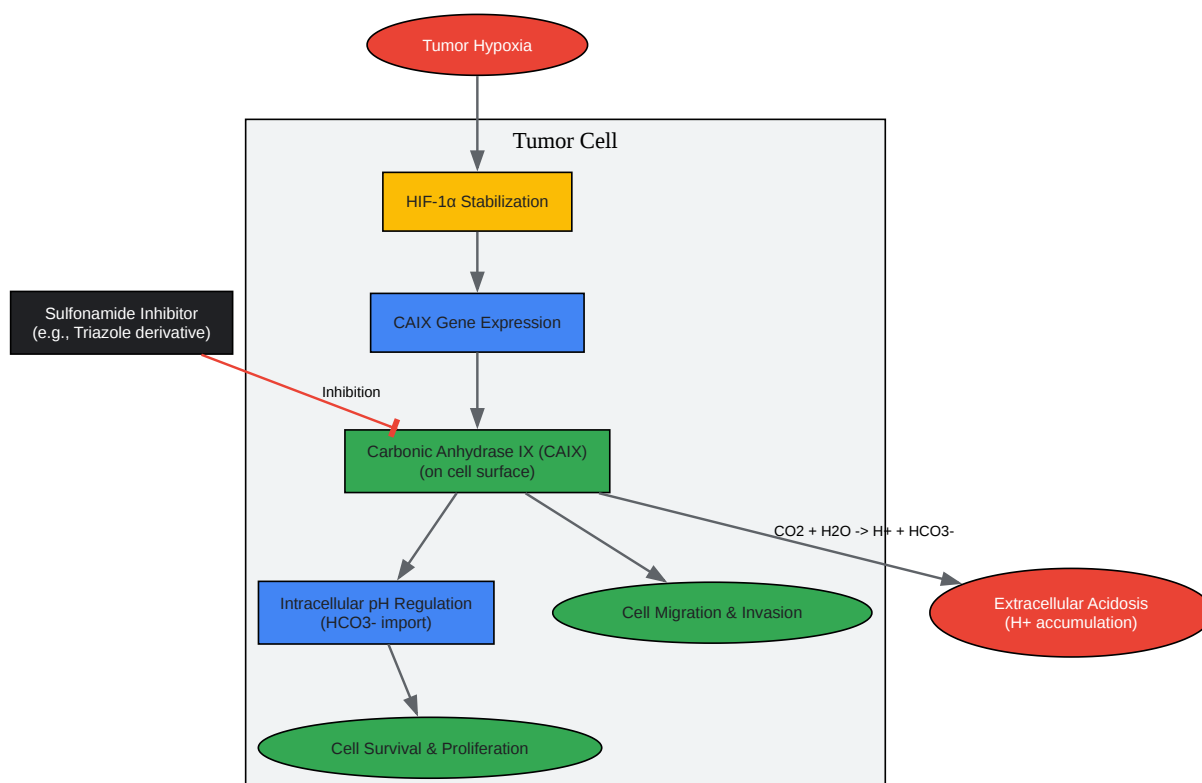 Tumor Hypoxia
Tumor Cell
HIF-1α Stabilization
Sulfonamide Inhibitor
(e.g., Triazole derivative)
CAIX Gene Expression
Inhibition
Carbonic Anhydrase IX (CAIX)
(on cell surface)
CO2 + H2O -> H+ + HCO3-
Intracellular pH Regulation
(HCO3- import)
Cell Migration & Invasion
Extracellular Acidosis
(H+ accumulation)
Cell Survival & Proliferation